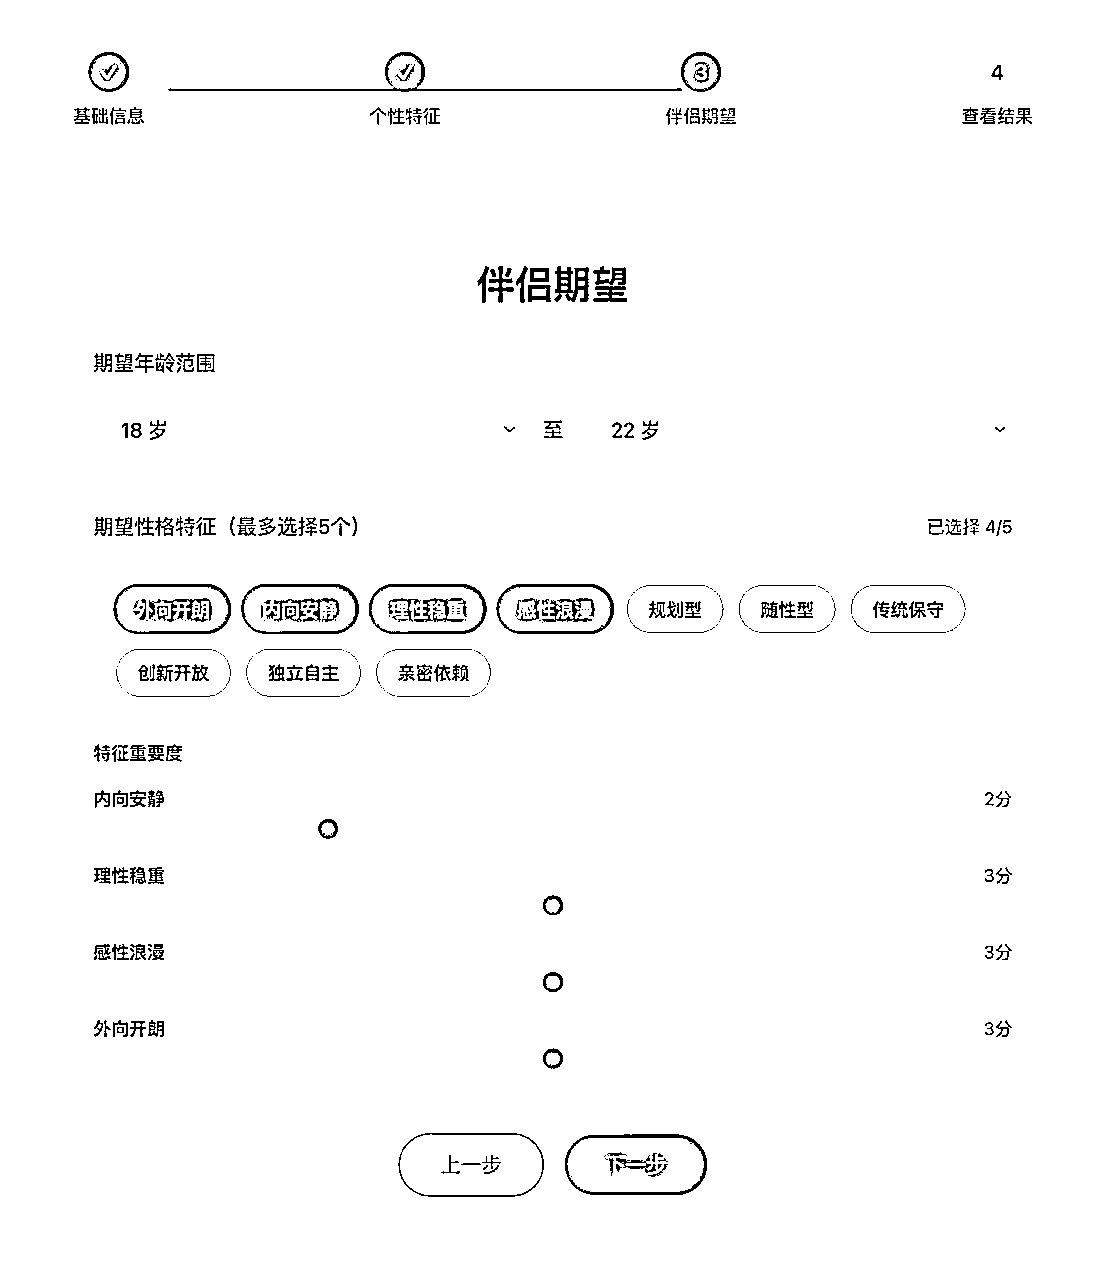 3 4
基础信息 个性特征 伴侣期望 查看结果
伴侣期望
期望年龄范围
18 岁 至 22 岁
期望性格特征（最多选择5个） 已选择 4/5
外向开朗 内向安静 理性稳重 感性浪漫 规划型 随性型 传统保守
创新开放 独立自主 亲密依赖
特征重要度
内向安静 2分
理性稳重 3分
感性浪漫 3分
外向开朗 3分
上一步 下一步